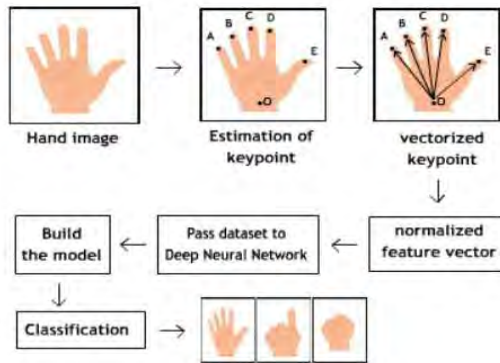 A B C D E
O
A B C D E
O
Hand image
Estimation of
keypoint
vectorized
keypoint
Build
the model
Pass dataset to
Deep Neural Network
normalized
feature vector
Classification